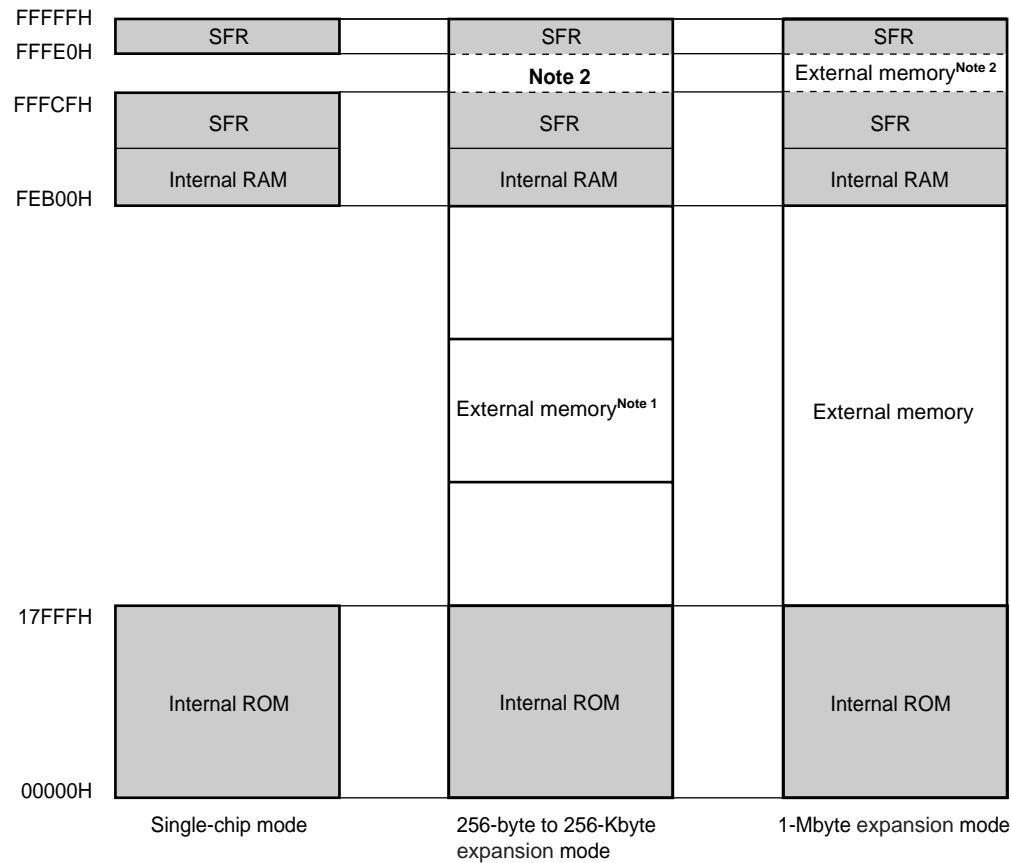 FFFFFH
SFR SFR SFR
FFFE0H
Note 2 External memoryNote 2
FFFCFH
SFR SFR SFR
Internal RAM Internal RAM Internal RAM
FEB00H
External memoryNote 1 External memory
17FFFH
Internal ROM Internal ROM Internal ROM
00000H
Single-chip mode 256-byte to 256-Kbyte 1-Mbyte expansion mode
expansion mode